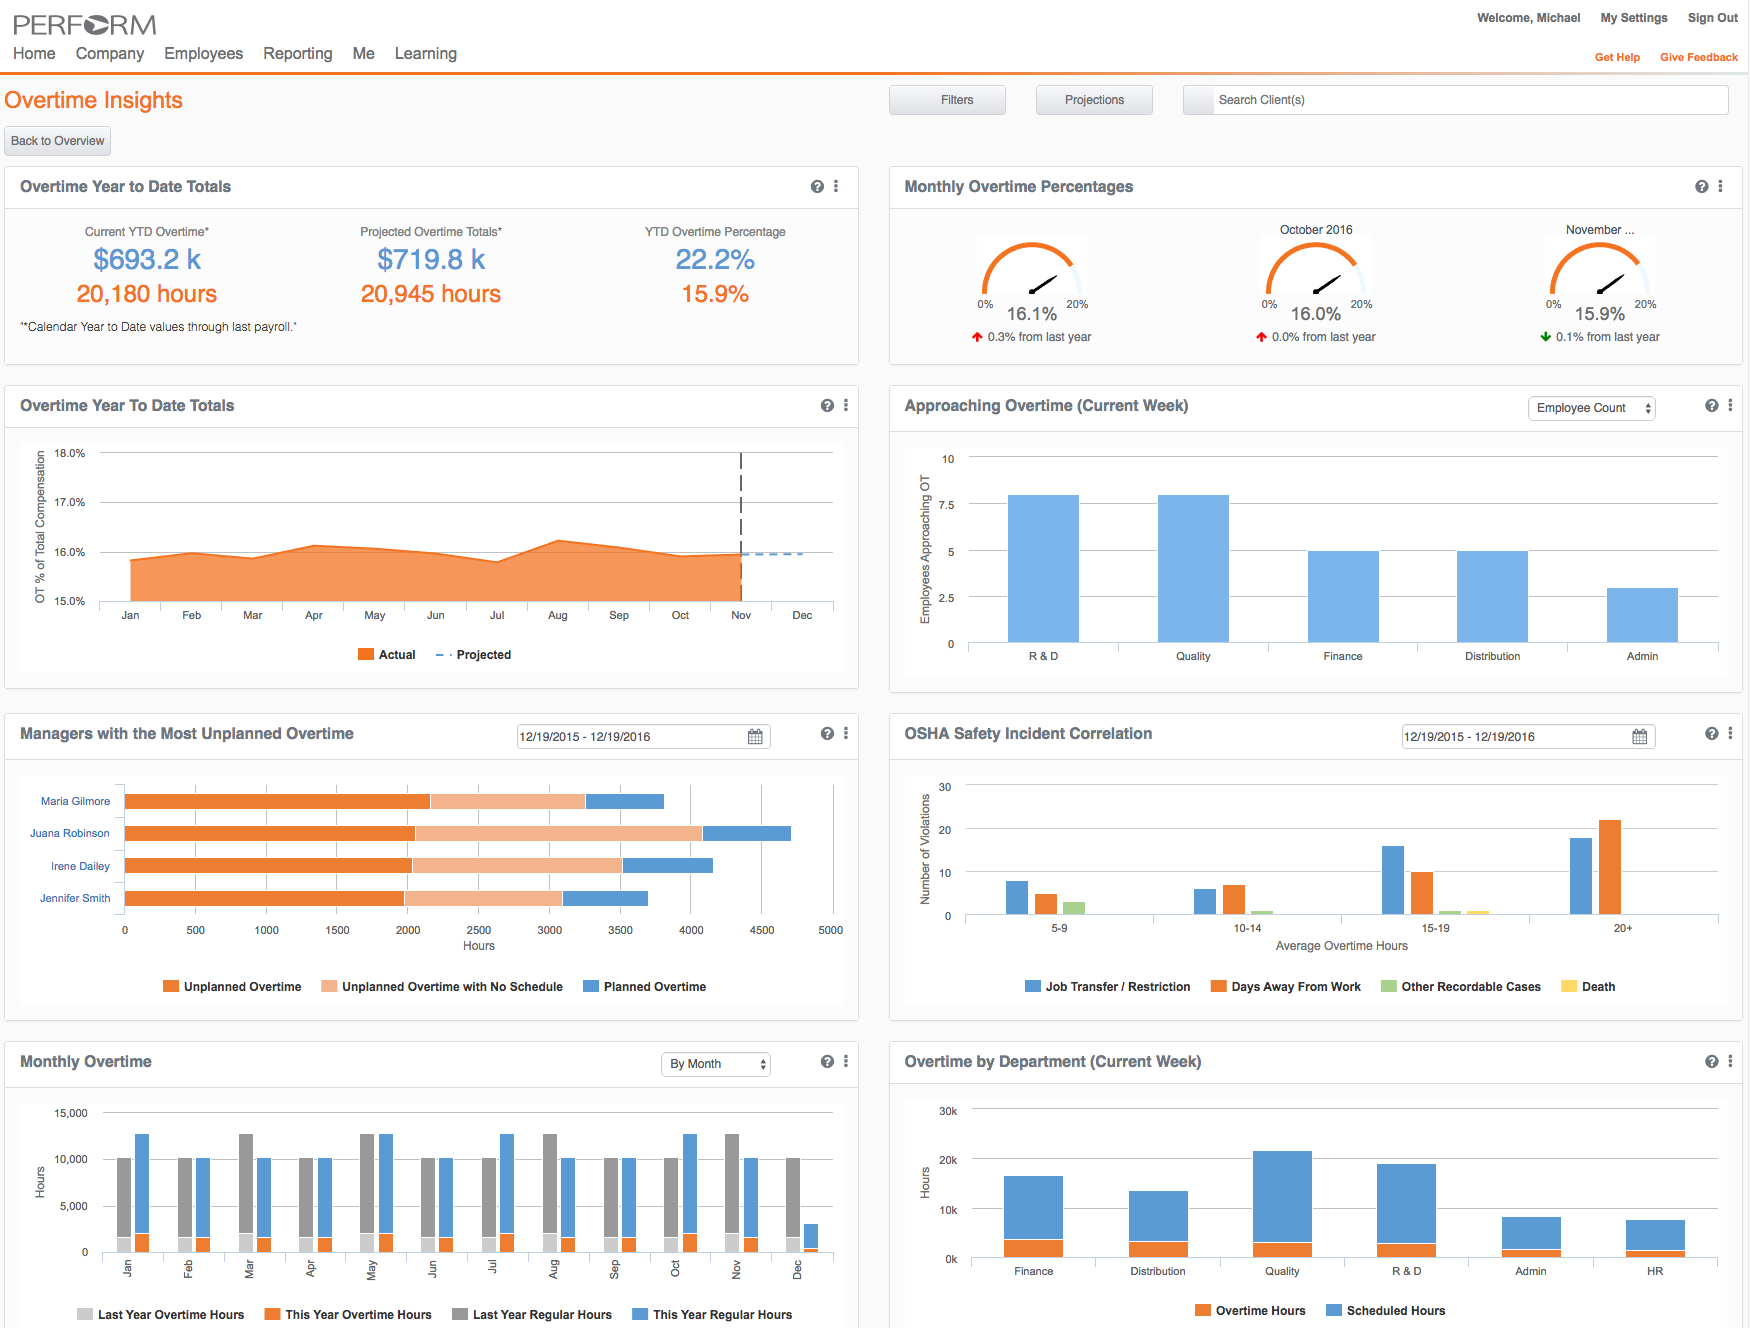 PERFORM
Welcome, Michael My Settings Sign Out
Home Company Employees Reporting Me Learning
Get Help Give Feedback
Overtime Insights
Filters Projections Search Client(s)
Back to Overview
Overtime Year to Date Totals
Current YTD Overtime* Projected Overtime Totals* YTD Overtime Percentage
$693.2 k $719.8 k 22.2%
20,180 hours 20,945 hours 15.9%
"*Calendar Year to Date values through last payroll."
Monthly Overtime Percentages
October 2016 November ...
0% 20% 0% 20% 0% 20%
16.1% 16.0% 15.9%
0.3% from last year 0.0% from last year 0.1% from last year
Overtime Year To Date Totals
OT % of Total Compensation
18.0%
17.0%
16.0%
15.0%
Jan Feb Mar Apr May Jun Jul Aug Sep Oct Nov Dec
Actual Projected
Approaching Overtime (Current Week) Employee Count
Employees Approaching OT
10
7.5
5
2.5
0
R & D Quality Finance Distribution Admin
Managers with the Most Unplanned Overtime 12/19/2015 - 12/19/2016
Maria Gilmore
Juana Robinson
Irene Dailey
Jennifer Smith
0 500 1000 1500 2000 2500 3000 3500 4000 4500 5000
Hours
Unplanned Overtime Unplanned Overtime with No Schedule Planned Overtime
OSHA Safety Incident Correlation 12/19/2015 - 12/19/2016
Number of Violations
30
20
10
0
5-9 10-14 15-19 20+
Average Overtime Hours
Job Transfer / Restriction Days Away From Work Other Recordable Cases Death
Monthly Overtime By Month
Hours
15,000
10,000
5,000
0
Jan Feb Mar Apr May Jun Jul Aug Sep Oct Nov Dec
Last Year Overtime Hours This Year Overtime Hours Last Year Regular Hours This Year Regular Hours
Overtime by Department (Current Week)
Hours
30k
20k
10k
0k
Finance Distribution Quality R & D Admin HR
Overtime Hours Scheduled Hours